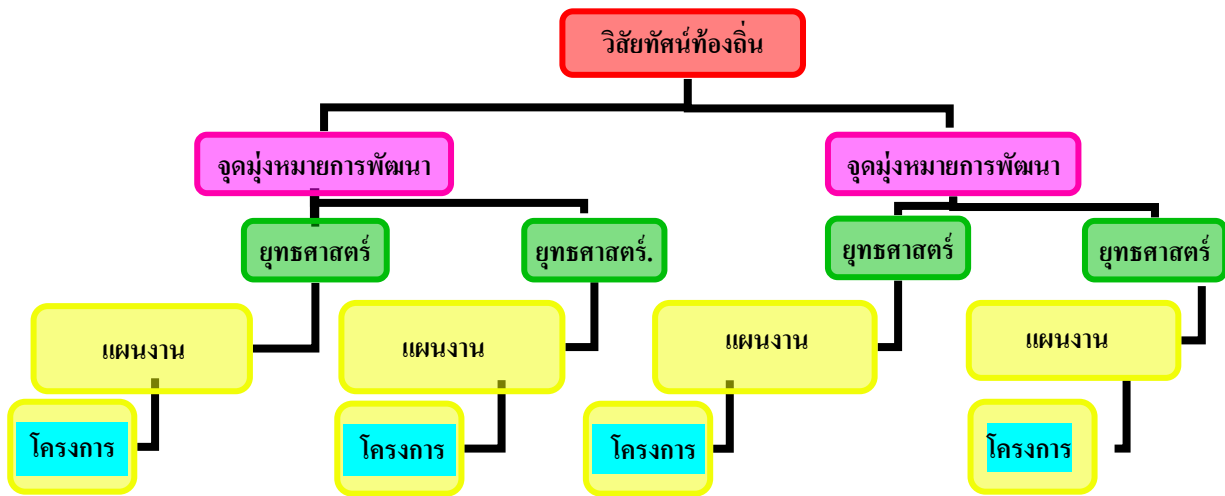 วิสัยทัศน์ท้องถิ่น
จุดมุ่งหมายการพัฒนา
จุดมุ่งหมายการพัฒนา
ยุทธศาสตร์
ยุทธศาสตร์.
ยุทธศาสตร์
ยุทธศาสตร์
แผนงาน
แผนงาน
แผนงาน
แผนงาน
โครงการ
โครงการ
โครงการ
โครงการ